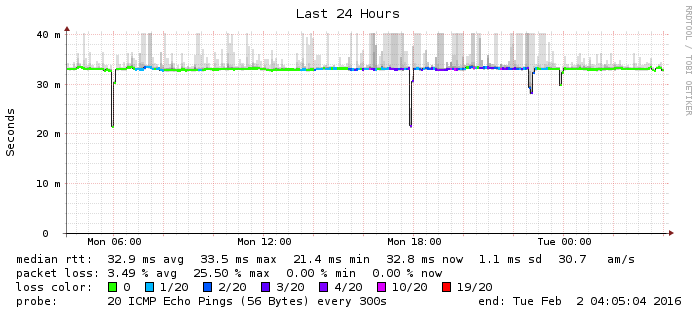 Last 24 Hours
RRDTOOL / TOBI OETIKER
Seconds
40 m
30 m
20 m
10 m
0
Mon 06:00 Mon 12:00 Mon 18:00 Tue 00:00
median rtt: 32.9 ms avg 33.5 ms max 21.4 ms min 32.8 ms now 1.1 ms sd 30.7 am/s
packet loss: 3.49 % avg 25.50 % max 0.00 % min 0.00 % now
loss color: 0 1/20 2/20 3/20 4/20 10/20 19/20
probe: 20 ICMP Echo Pings (56 Bytes) every 300s end: Tue Feb 2 04:05:04 2016